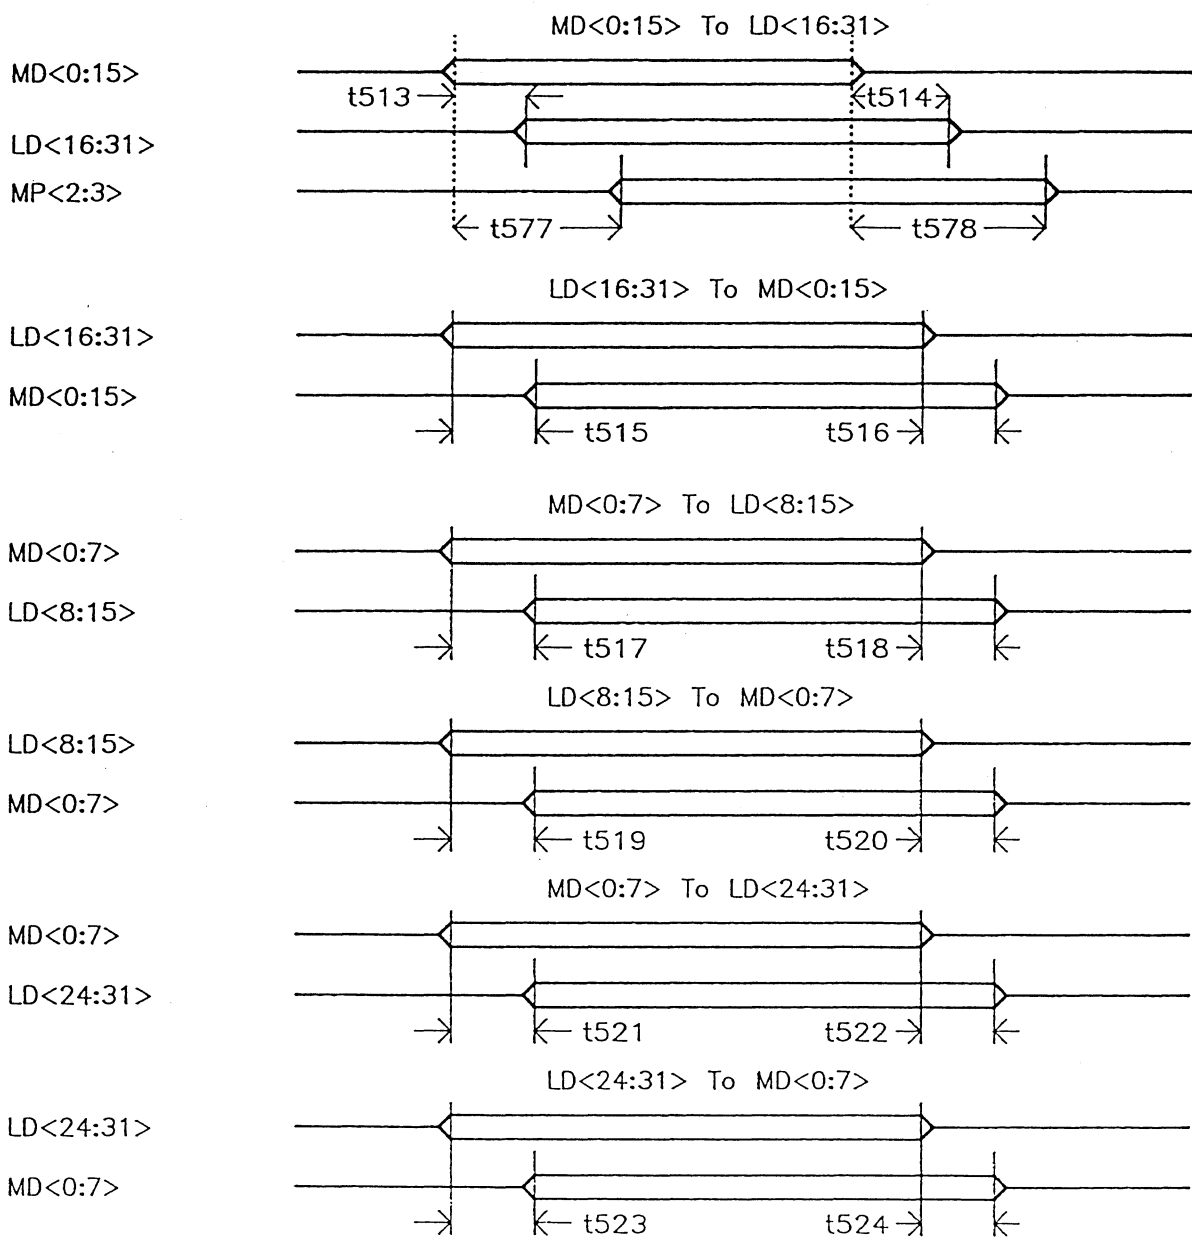 MD<0:15> To LD<16:31>
MD<0:15>
t513 t514
LD<16:31>
MP<2:3>
t577 t578
LD<16:31> To MD<0:15>
LD<16:31>
MD<0:15>
t515 t516
MD<0:7> To LD<8:15>
MD<0:7>
LD<8:15>
t517 t518
LD<8:15> To MD<0:7>
LD<8:15>
MD<0:7>
t519 t520
MD<0:7> To LD<24:31>
MD<0:7>
LD<24:31>
t521 t522
LD<24:31> To MD<0:7>
LD<24:31>
MD<0:7>
t523 t524